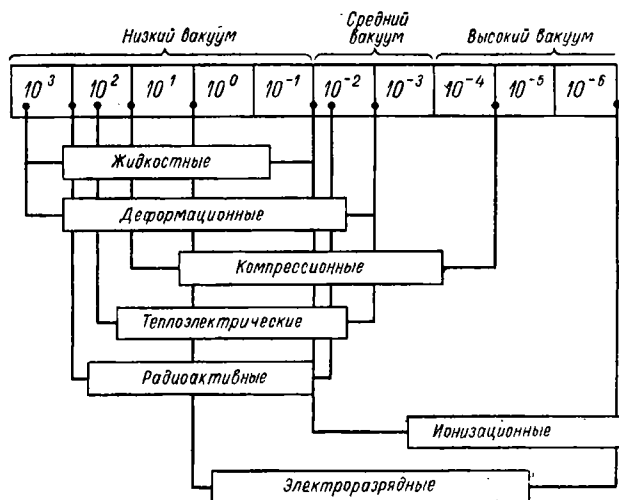 Низкий вакуум
Средний вакуум
Высокий вакуум
10³ 10² 10¹ 10⁰ 10⁻¹ 10⁻² 10⁻³ 10⁻⁴ 10⁻⁵ 10⁻⁶
Жидкостные
Деформационные
Компрессионные
Теплоэлектрические
Радиоактивные
Ионизационные
Электроразрядные